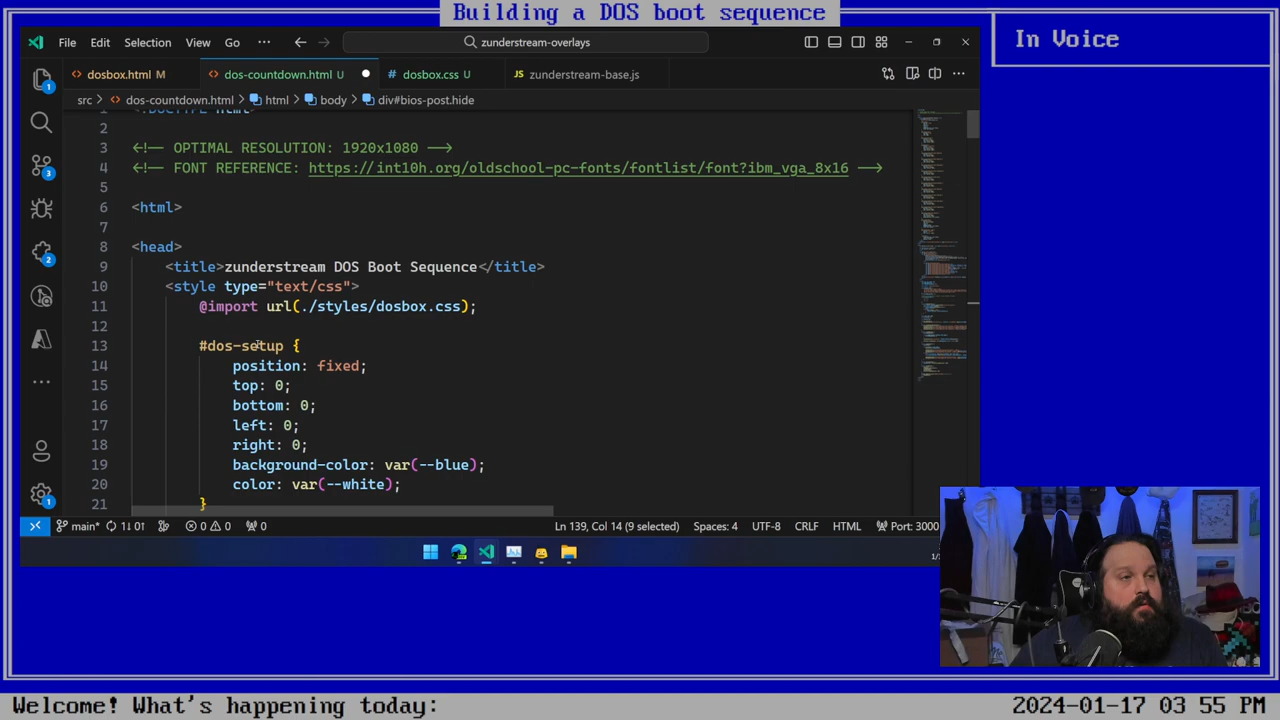 Building a DOS boot sequence
In Voice
File Edit Selection View Go ··· zunderstream-overlays
dosbox.html M dos-countdown.html U dosbox.css U JS zunderstream-base.js
src > dos-countdown.html > html > body > div#bios-post.hide
2
3 <!-- OPTIMAL RESOLUTION: 1920x1080 -->
4 <!-- FONT REFERENCE: https://int10h.org/oldschool-pc-fonts/fontlist/font?ibm_vga_8x16 -->
5
6 <html>
7
8 <head>
9 <title>Zunderstream DOS Boot Sequence</title>
10 <style type="text/css">
11 @import url(./styles/dosbox.css);
12
13 #dossetup {
14 position: fixed;
15 top: 0;
16 bottom: 0;
17 left: 0;
18 right: 0;
19 background-color: var(--blue);
20 color: var(--white);
21 }
main* 1↓ 0↑ 0 0 0 Ln 139, Col 14 (9 selected) Spaces: 4 UTF-8 CRLF HTML Port: 3000
Welcome! What's happening today: 2024-01-17 03 55 PM